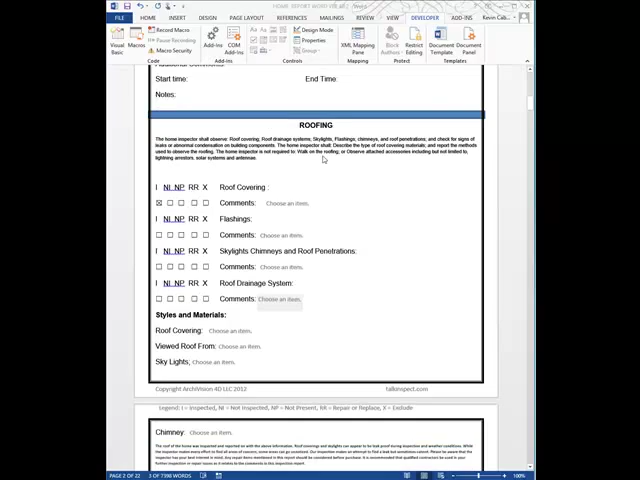 HOME REPORT WORD
FILE HOME INSERT DESIGN PAGE LAYOUT REFERENCES MAILINGS REVIEW VIEW DEVELOPER ADD-INS
Visual Basic
Macros
Record Macro
Pause Recording
Macro Security
Code
Add-Ins
COM Add-Ins
Add-Ins
Design Mode
Properties
Group
Controls
XML Mapping Pane
Mapping
Block Authors
Restrict Editing
Protect
Document Template
Document Panel
Templates
Start time: End Time:
Notes:
ROOFING
The home inspector shall observe: Roof covering, Roof drainage systems; Skylights, Flashings, chimneys, and roof penetrations, and check for signs of
leaks or abnormal condensation on building components. The home inspector shall: Describe the type of roof covering materials; and report the methods
used to observe the roofing. The home inspector is not required to: Walk on the roofing; or Observe attached accessories including but not limited to,
lightning arrestors, solar systems and antennae.
I NI NP RR X Roof Covering :
☒ ☐ ☐ ☐ ☐ Comments: Choose an item.
I NI NP RR X Flashings:
☐ ☐ ☐ ☐ ☐ Comments: Choose an item.
I NI NP RR X Skylights Chimneys and Roof Penetrations:
☐ ☐ ☐ ☐ ☐ Comments: Choose an item.
I NI NP RR X Roof Drainage System:
☐ ☐ ☐ ☐ ☐ Comments: Choose an item.
Styles and Materials:
Roof Covering: Choose an item.
Viewed Roof From: Choose an item.
Sky Lights; Choose an item.
Copyright ArchiVision 4D LLC 2012 tallonspect.com
Legend: I = Inspected, NI = Not Inspected, NP = Not Present, RR = Repair or Replace, X = Exclude
Chimney: Choose an item.
PAGE 2 OF 22 3 OF 7390 WORDS 100%